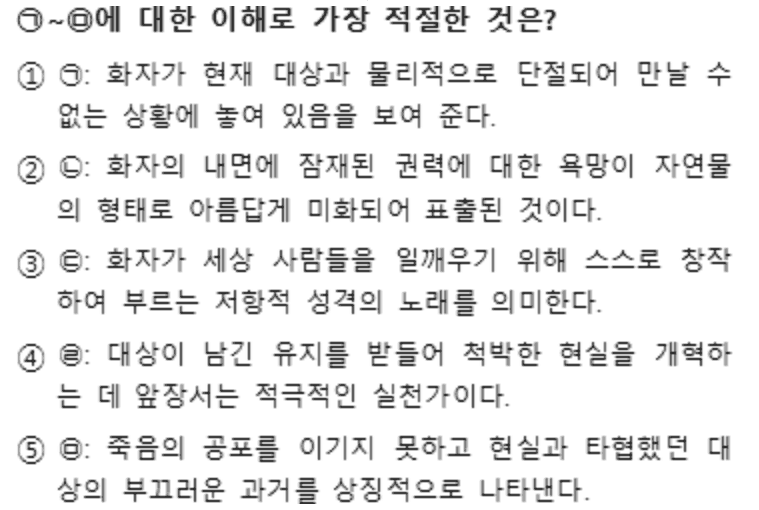 ㉠~㉤에 대한 이해로 가장 적절한 것은?
① ㉠: 화자가 현재 대상과 물리적으로 단절되어 만날 수
없는 상황에 놓여 있음을 보여 준다.
② ㉡: 화자의 내면에 잠재된 권력에 대한 욕망이 자연물
의 형태로 아름답게 미화되어 표출된 것이다.
③ ㉢: 화자가 세상 사람들을 일깨우기 위해 스스로 창작
하여 부르는 저항적 성격의 노래를 의미한다.
④ ㉣: 대상이 남긴 유지를 받들어 척박한 현실을 개혁하
는 데 앞장서는 적극적인 실천가이다.
⑤ ㉤: 죽음의 공포를 이기지 못하고 현실과 타협했던 대
상의 부끄러운 과거를 상징적으로 나타낸다.